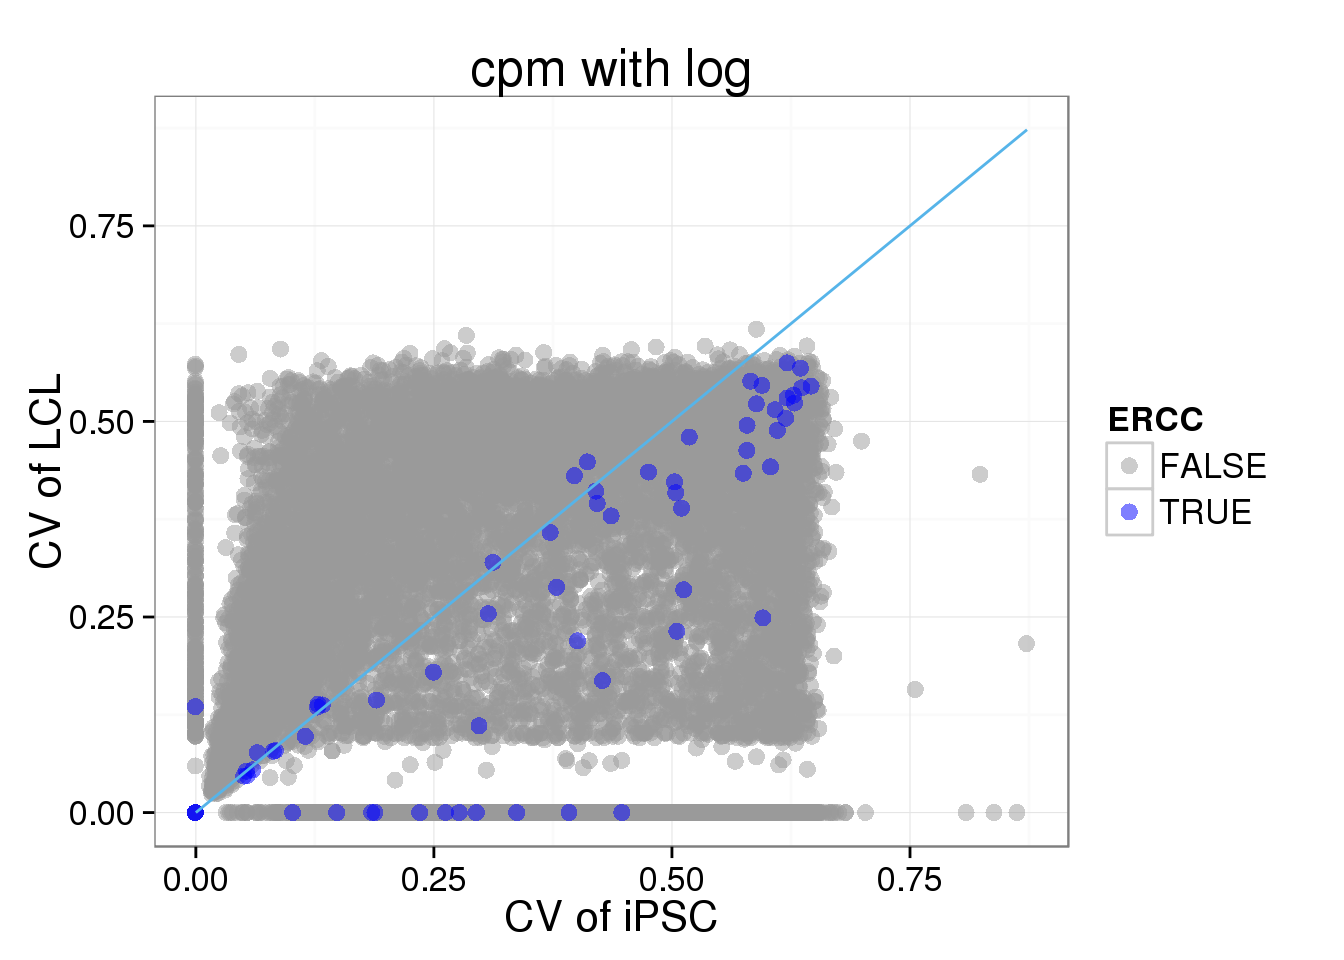 cpm with log
CV of LCL
0.75
0.50
0.25
0.00
0.00 0.25 0.50 0.75
CV of iPSC
ERCC
FALSE
TRUE